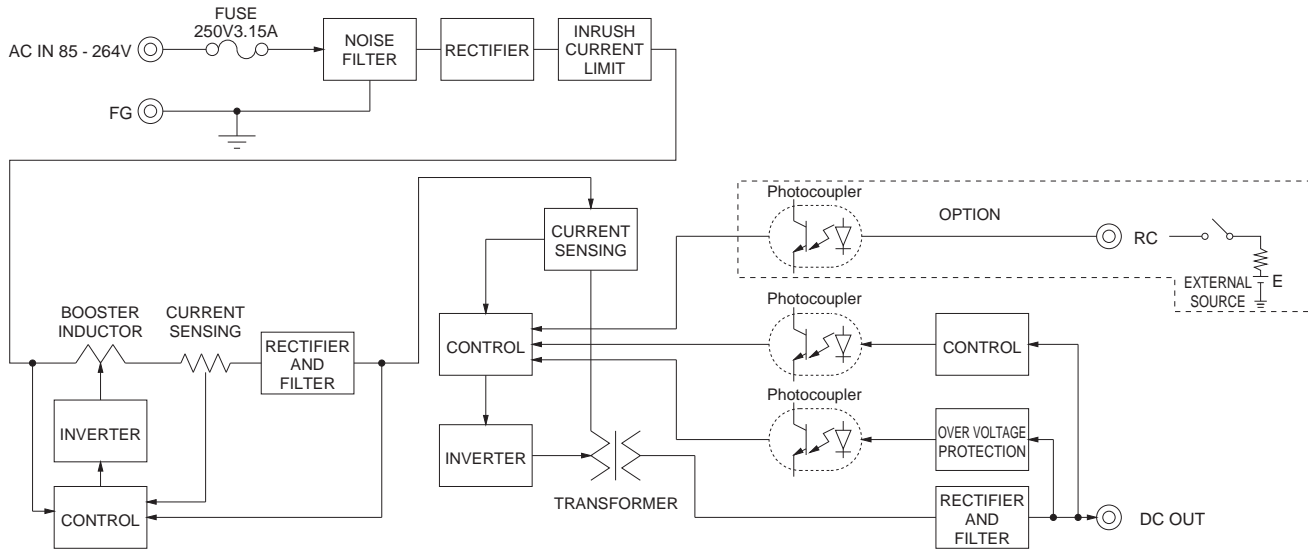 FUSE
250V3.15A
AC IN 85 - 264V
NOISE
FILTER
RECTIFIER
INRUSH
CURRENT
LIMIT
FG
Photocoupler
OPTION
RC
EXTERNAL
SOURCE
E
CURRENT
SENSING
BOOSTER
INDUCTOR
CURRENT
SENSING
RECTIFIER
AND
FILTER
CONTROL
Photocoupler
CONTROL
INVERTER
INVERTER
Photocoupler
OVER VOLTAGE
PROTECTION
TRANSFORMER
CONTROL
RECTIFIER
AND
FILTER
DC OUT